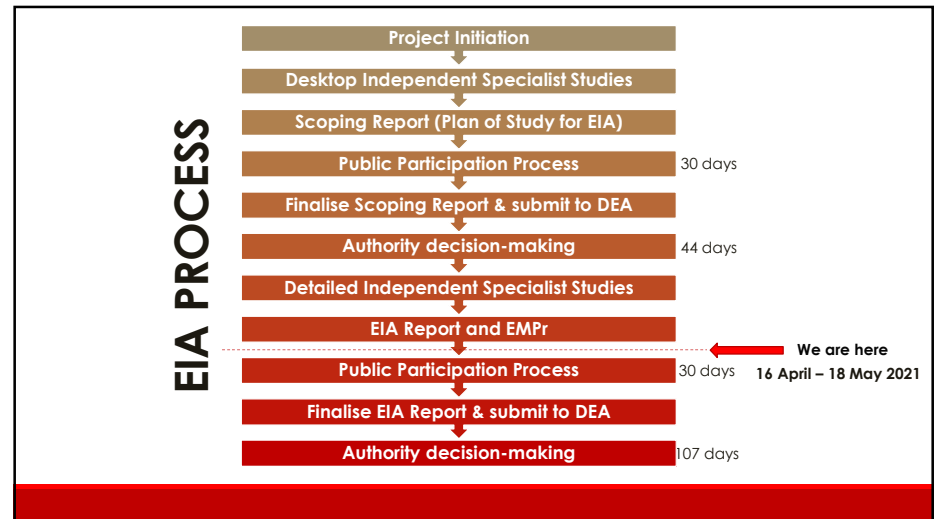 EIA PROCESS
Project Initiation
Desktop Independent Specialist Studies
Scoping Report (Plan of Study for EIA)
Public Participation Process
30 days
Finalise Scoping Report & submit to DEA
Authority decision-making
44 days
Detailed Independent Specialist Studies
EIA Report and EMPr
We are here
16 April – 18 May 2021
Public Participation Process
30 days
Finalise EIA Report & submit to DEA
Authority decision-making
107 days